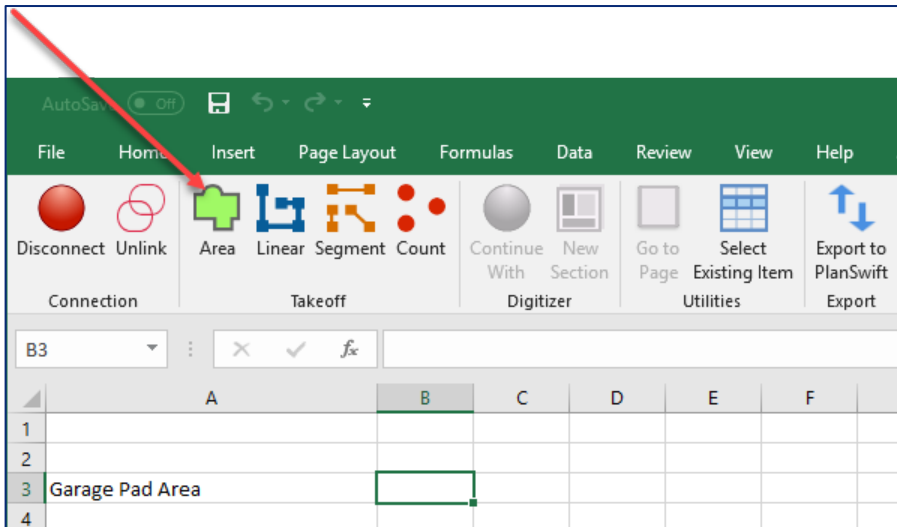 AutoSave Off
File Home Insert Page Layout Formulas Data Review View Help
Disconnect Unlink Area Linear Segment Count Continue With New Section Go to Page Select Existing Item Export to PlanSwift
Connection Takeoff Digitizer Utilities Export
B3 fx
A B C D E F
1
2
3 Garage Pad Area
4